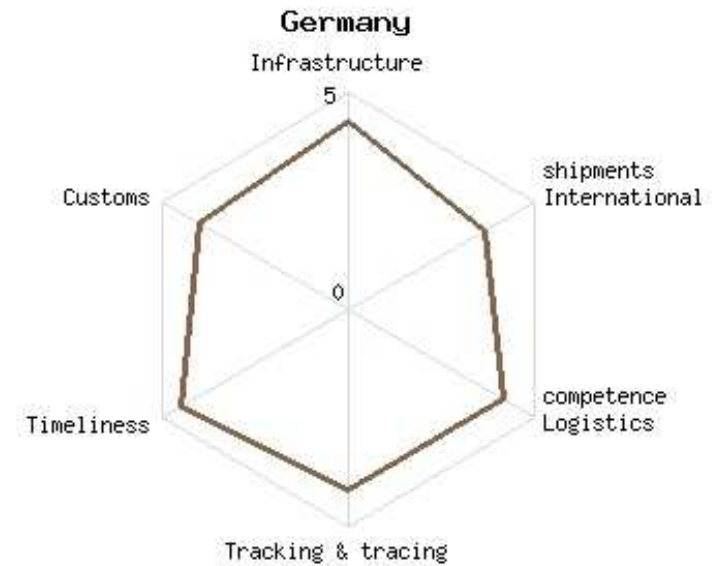 Germany
Infrastructure
5
shipments
International
Customs
0
competence
Logistics
Timeliness
Tracking & tracing